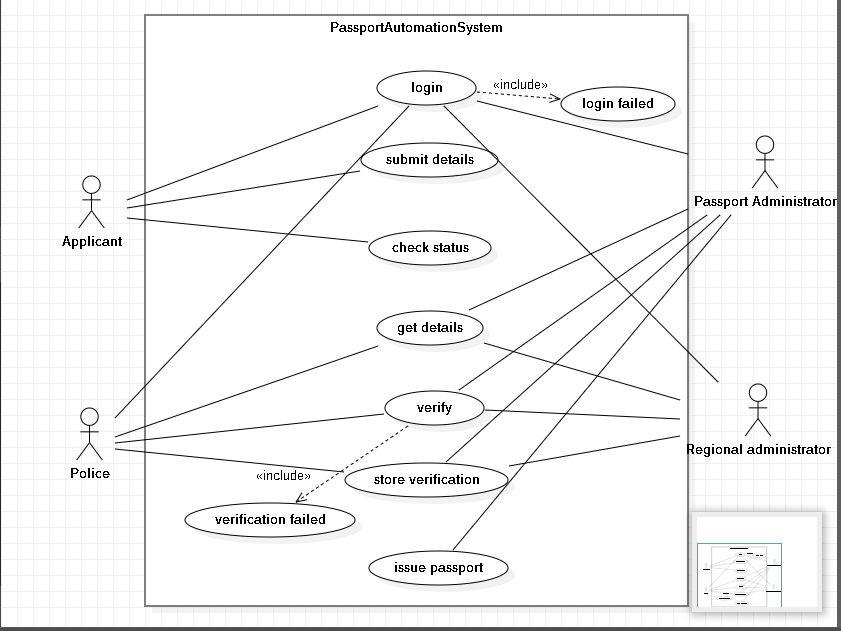 PassportAutomationSystem
login
«include»
login failed
submit details
Passport Administrator
Applicant
check status
get details
verify
Regional administrator
Police
«include»
store verification
verification failed
issue passport